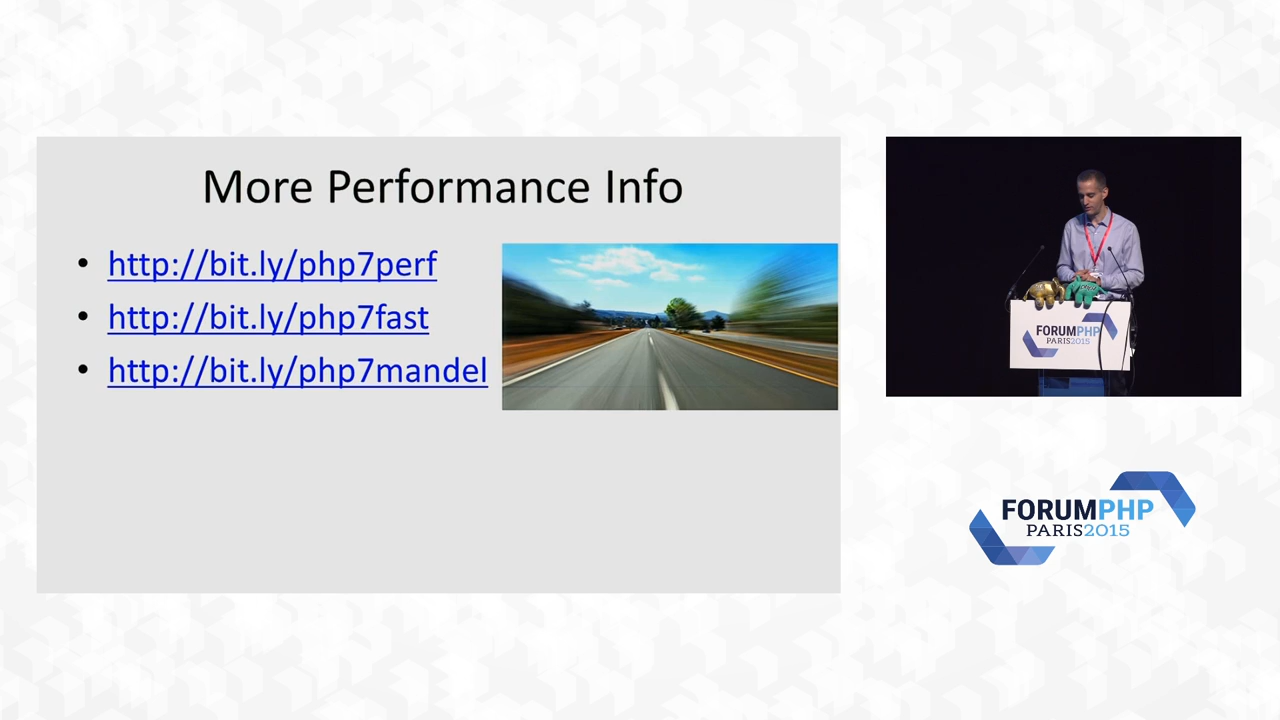 More Performance Info
• http://bit.ly/php7perf
• http://bit.ly/php7fast
• http://bit.ly/php7mandel
FORUMPHP
PARIS2015
FORUMPHP
PARIS2015